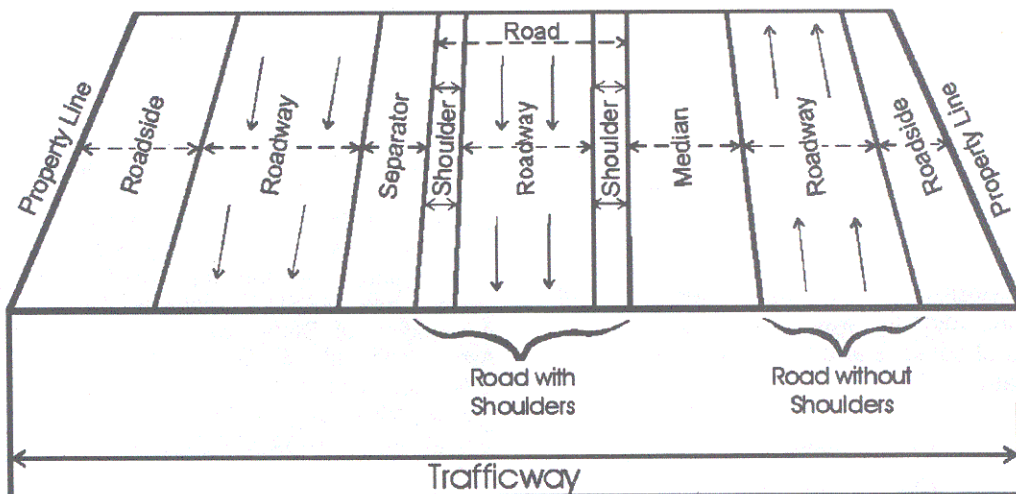 Road
Property Line
Roadside
Roadway
Separator
Shoulder
Roadway
Shoulder
Median
Roadway
Roadside
Property Line
Road with
Shoulders
Road without
Shoulders
Trafficway